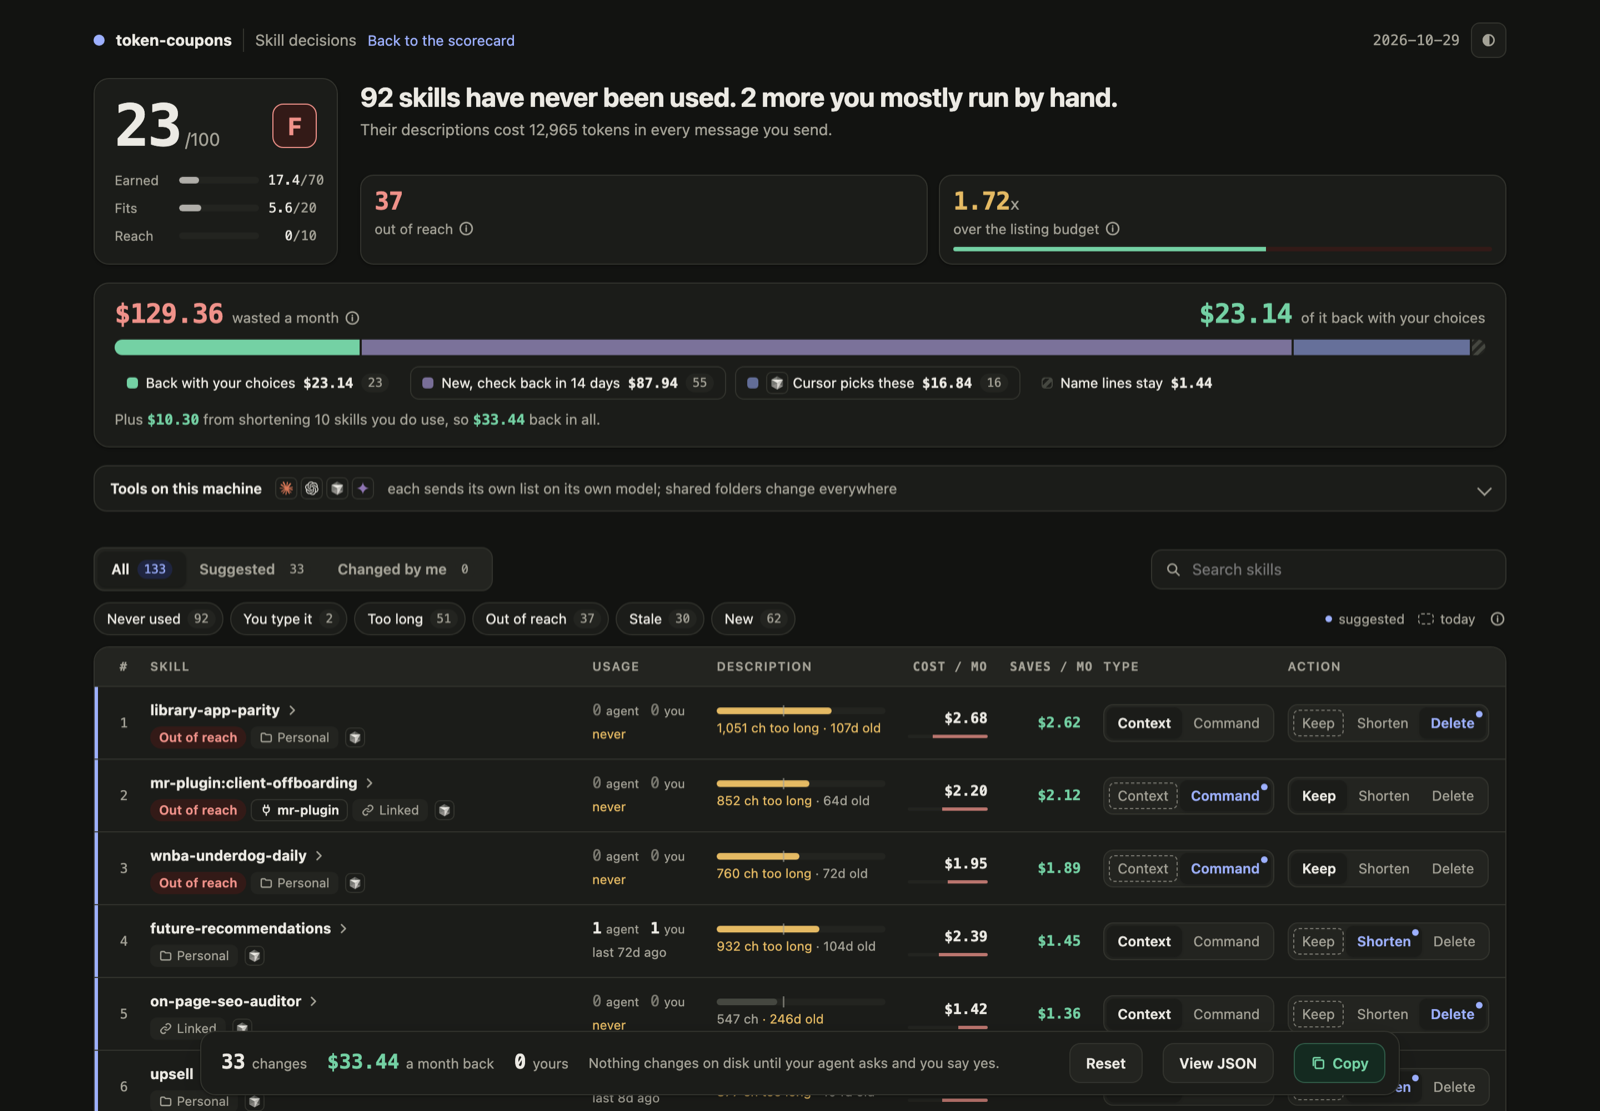 token-coupons Skill decisions Back to the scorecard 2026-10-29
23/100 F
Earned 17.4/70
Fits 5.6/20
Reach 0/10
92 skills have never been used. 2 more you mostly run by hand.
Their descriptions cost 12,965 tokens in every message you send.
37
out of reach
1.72x
over the listing budget
$129.36 wasted a month
$23.14 of it back with your choices
Back with your choices $23.14 23
New, check back in 14 days $87.94 55
Cursor picks these $16.84 16
Name lines stay $1.44
Plus $10.30 from shortening 10 skills you do use, so $33.44 back in all.
Tools on this machine each sends its own list on its own model; shared folders change everywhere
All 133 Suggested 33 Changed by me 0
Search skills
Never used 92 You type it 2 Too long 51 Out of reach 37 Stale 30 New 62
suggested today
# SKILL USAGE DESCRIPTION COST / MO SAVES / MO TYPE ACTION
1 library-app-parity
Out of reach Personal
0 agent 0 you
never
1,051 ch too long · 107d old
$2.68 $2.62 Context Command Keep Shorten Delete
2 mr-plugin:client-offboarding
Out of reach mr-plugin Linked
0 agent 0 you
never
852 ch too long · 64d old
$2.20 $2.12 Context Command Keep Shorten Delete
3 wnba-underdog-daily
Out of reach Personal
0 agent 0 you
never
760 ch too long · 72d old
$1.95 $1.89 Context Command Keep Shorten Delete
4 future-recommendations
Personal
1 agent 1 you
last 72d ago
932 ch too long · 104d old
$2.39 $1.45 Context Command Keep Shorten Delete
5 on-page-seo-auditor
Linked
0 agent 0 you
never
547 ch · 246d old
$1.42 $1.36 Context Command Keep Shorten Delete
6 upsell
Personal
last 8d ago
Delete
33 changes $33.44 a month back 0 yours Nothing changes on disk until your agent asks and you say yes. Reset View JSON Copy